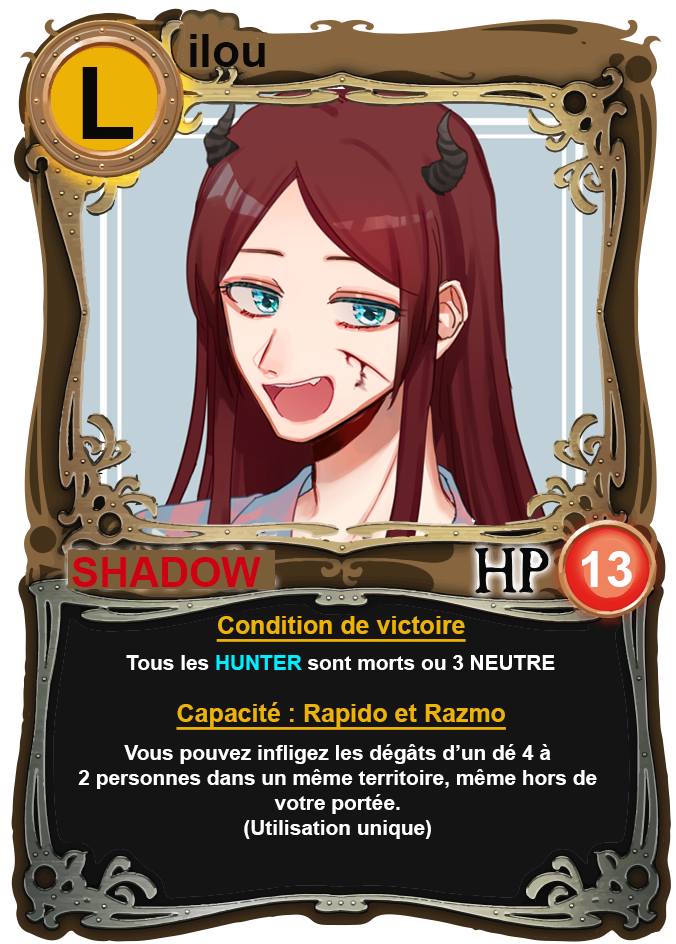 L ilou
SHADOW HP 13
Condition de victoire
Tous les HUNTER sont morts ou 3 NEUTRE
Capacité : Rapido et Razmo
Vous pouvez infligez les dégâts d’un dé 4 à
2 personnes dans un même territoire, même hors de
votre portée.
(Utilisation unique)